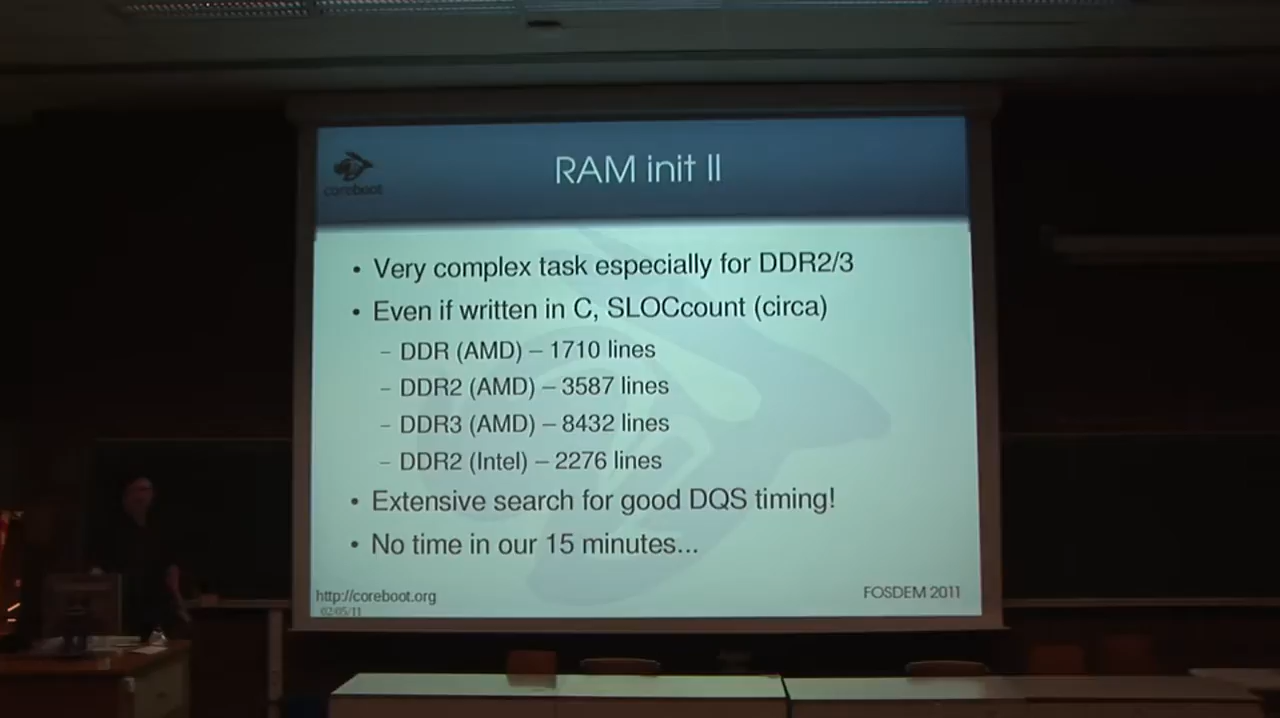 coreboot
RAM init II
• Very complex task especially for DDR2/3
• Even if written in C, SLOCcount (circa)
– DDR (AMD) – 1710 lines
– DDR2 (AMD) – 3587 lines
– DDR3 (AMD) – 8432 lines
– DDR2 (Intel) – 2276 lines
• Extensive search for good DQS timing!
• No time in our 15 minutes...
http://coreboot.org
FOSDEM 2011
02/05/11